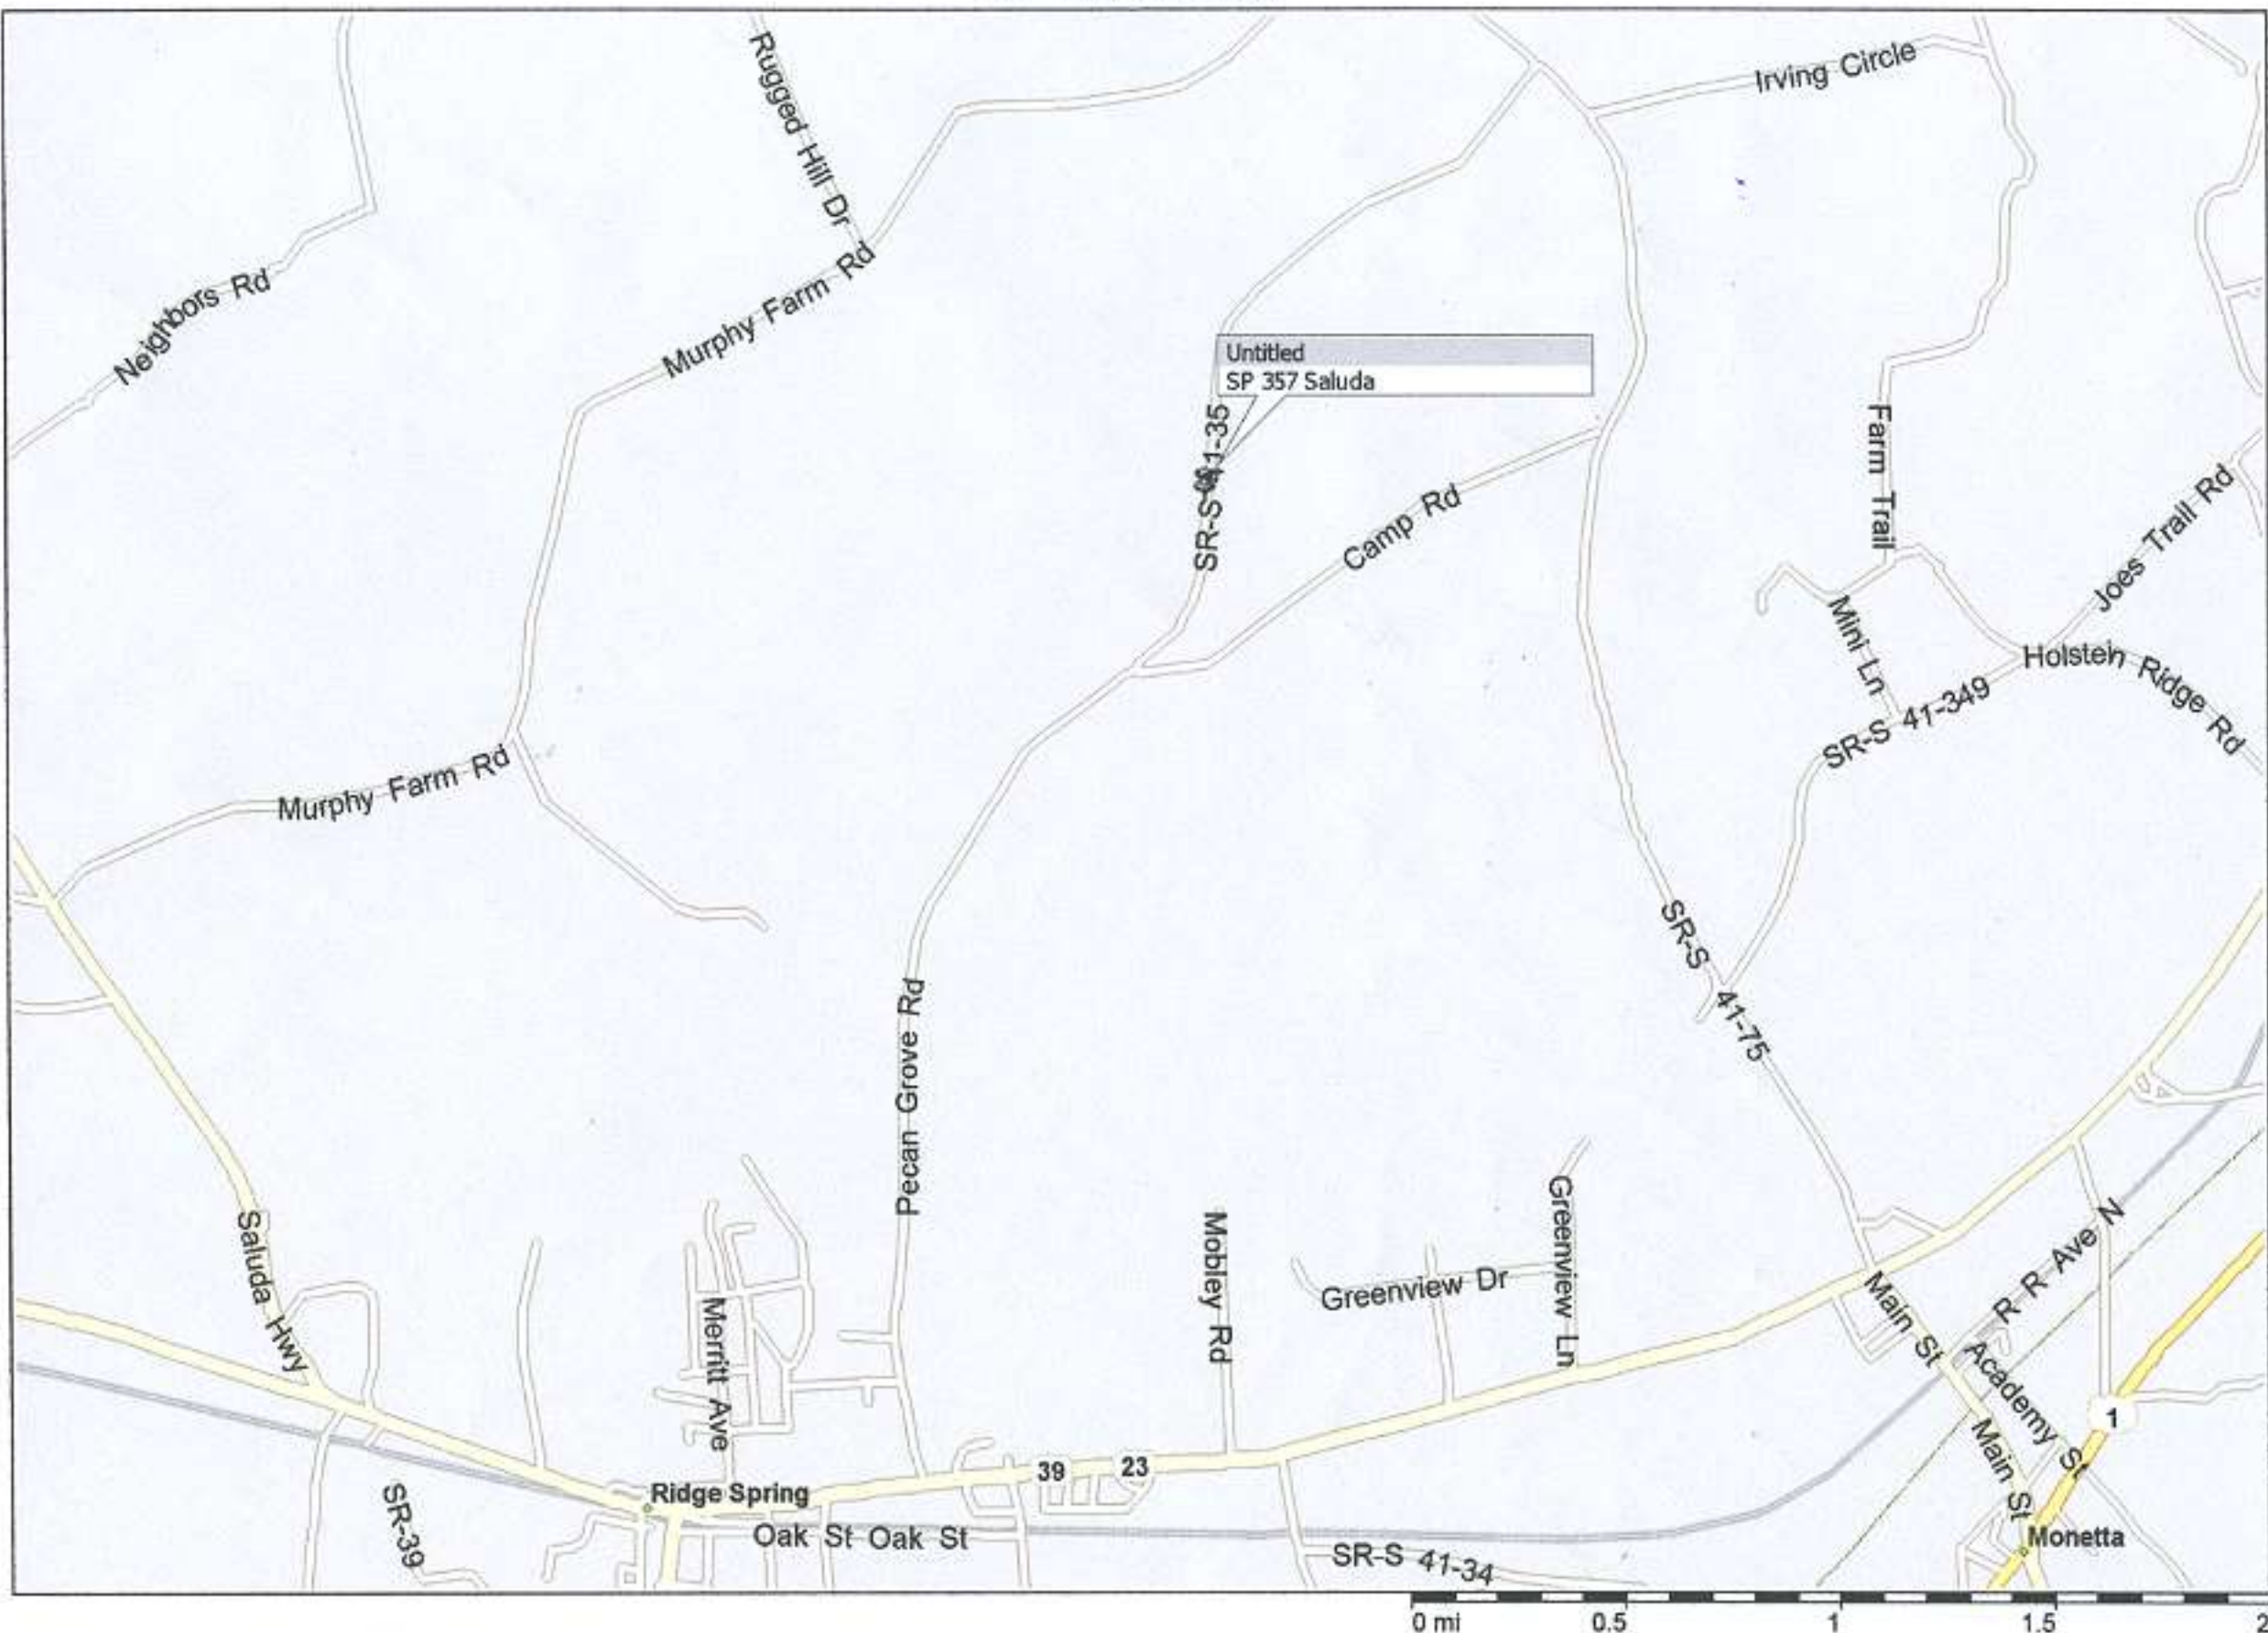 Rugged Hill Dr
Irving Circle
Neighbors Rd
Murphy Farm Rd
Untitled
SP 357 Saluda
SR-S 41-35
Camp Rd
Farm Trail
Joes Trail Rd
Mini Ln
Holstein Ridge Rd
SR-S 41-349
Murphy Farm Rd
SR-S 41-75
Pecan Grove Rd
Saluda Hwy
Merritt Ave
Mobley Rd
Greenview Dr
Greenview Ln
R R Ave N
Main St
Academy St
1
Main St
39
23
Ridge Spring
SR-39
Oak St Oak St
SR-S 41-34
Monetta
0 mi 0.5 1 1.5 2